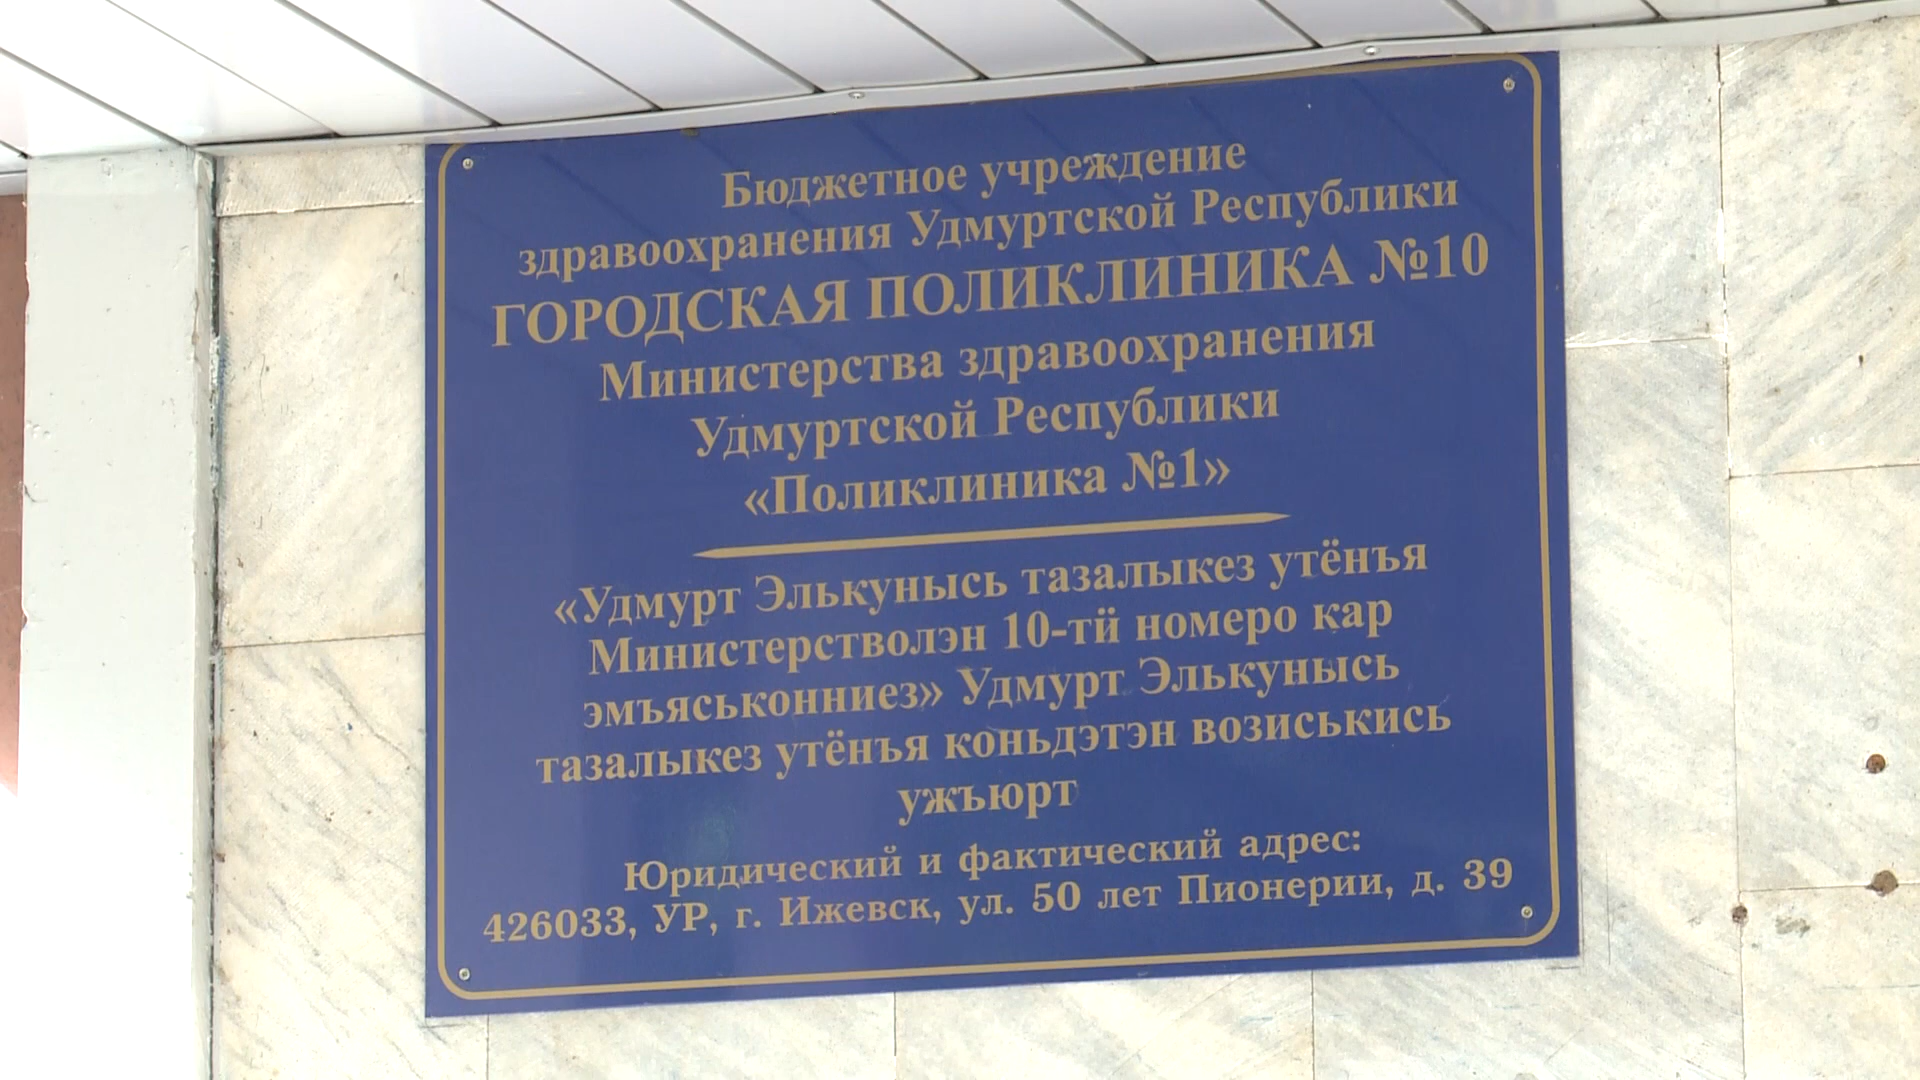 Бюджетное учреждение
здравоохранения Удмуртской Республики
ГОРОДСКАЯ ПОЛИКЛИНИКА №10
Министерства здравоохранения
Удмуртской Республики
«Поликлиника №1»
«Удмурт Элькунысь тазалыкез утёнъя
Министерстволэн 10-тӥ номеро кар
эмъяськонниез» Удмурт Элькунысь
тазалыкез утёнъя коньдэтэн возиськись
ужъюрт
Юридический и фактический адрес:
426033, УР, г. Ижевск, ул. 50 лет Пионерии, д. 39